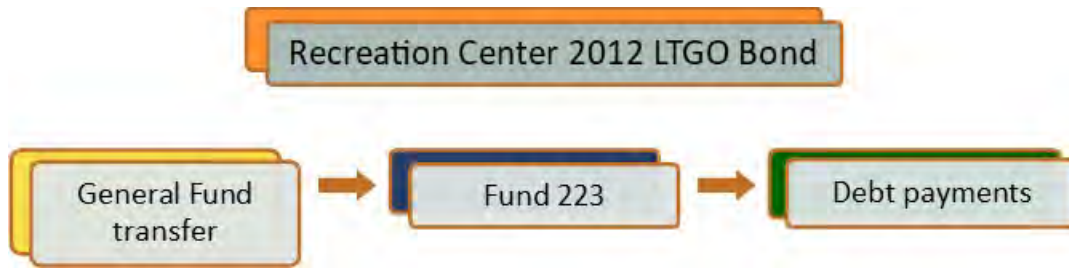 Recreation Center 2012 LTGO Bond
General Fund
transfer
Fund 223
Debt payments